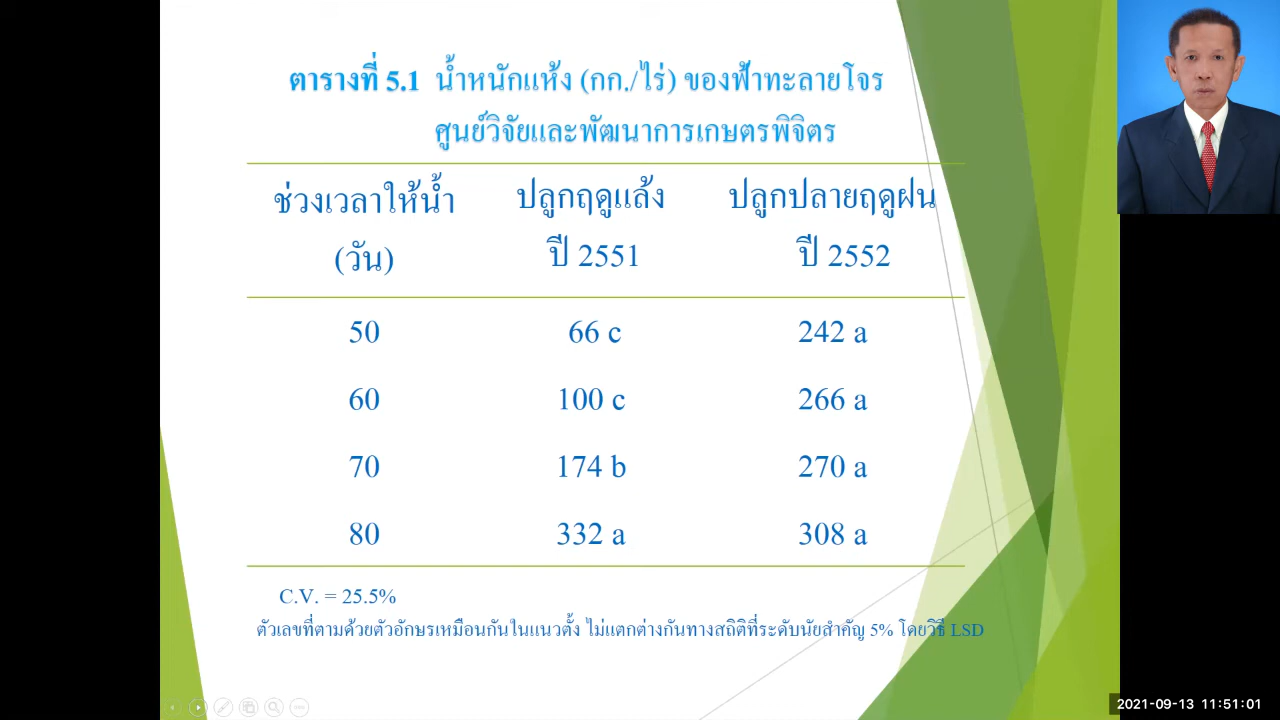 ตารางที่ 5.1 น้ำหนักแห้ง (กก./ไร่) ของฟ้าทะลายโจร
ศูนย์วิจัยและพัฒนาการเกษตรพิจิตร
ช่วงเวลาให้น้ำ ปลูกฤดูแล้ง ปลูกปลายฤดูฝน
(วัน) ปี 2551 ปี 2552
50 66 c 242 a
60 100 c 266 a
70 174 b 270 a
80 332 a 308 a
C.V. = 25.5%
ตัวเลขที่ตามด้วยตัวอักษรเหมือนกันในแนวตั้ง ไม่แตกต่างกันทางสถิติที่ระดับนัยสำคัญ 5% โดยวิธี LSD
2021-09-13 11:51:01